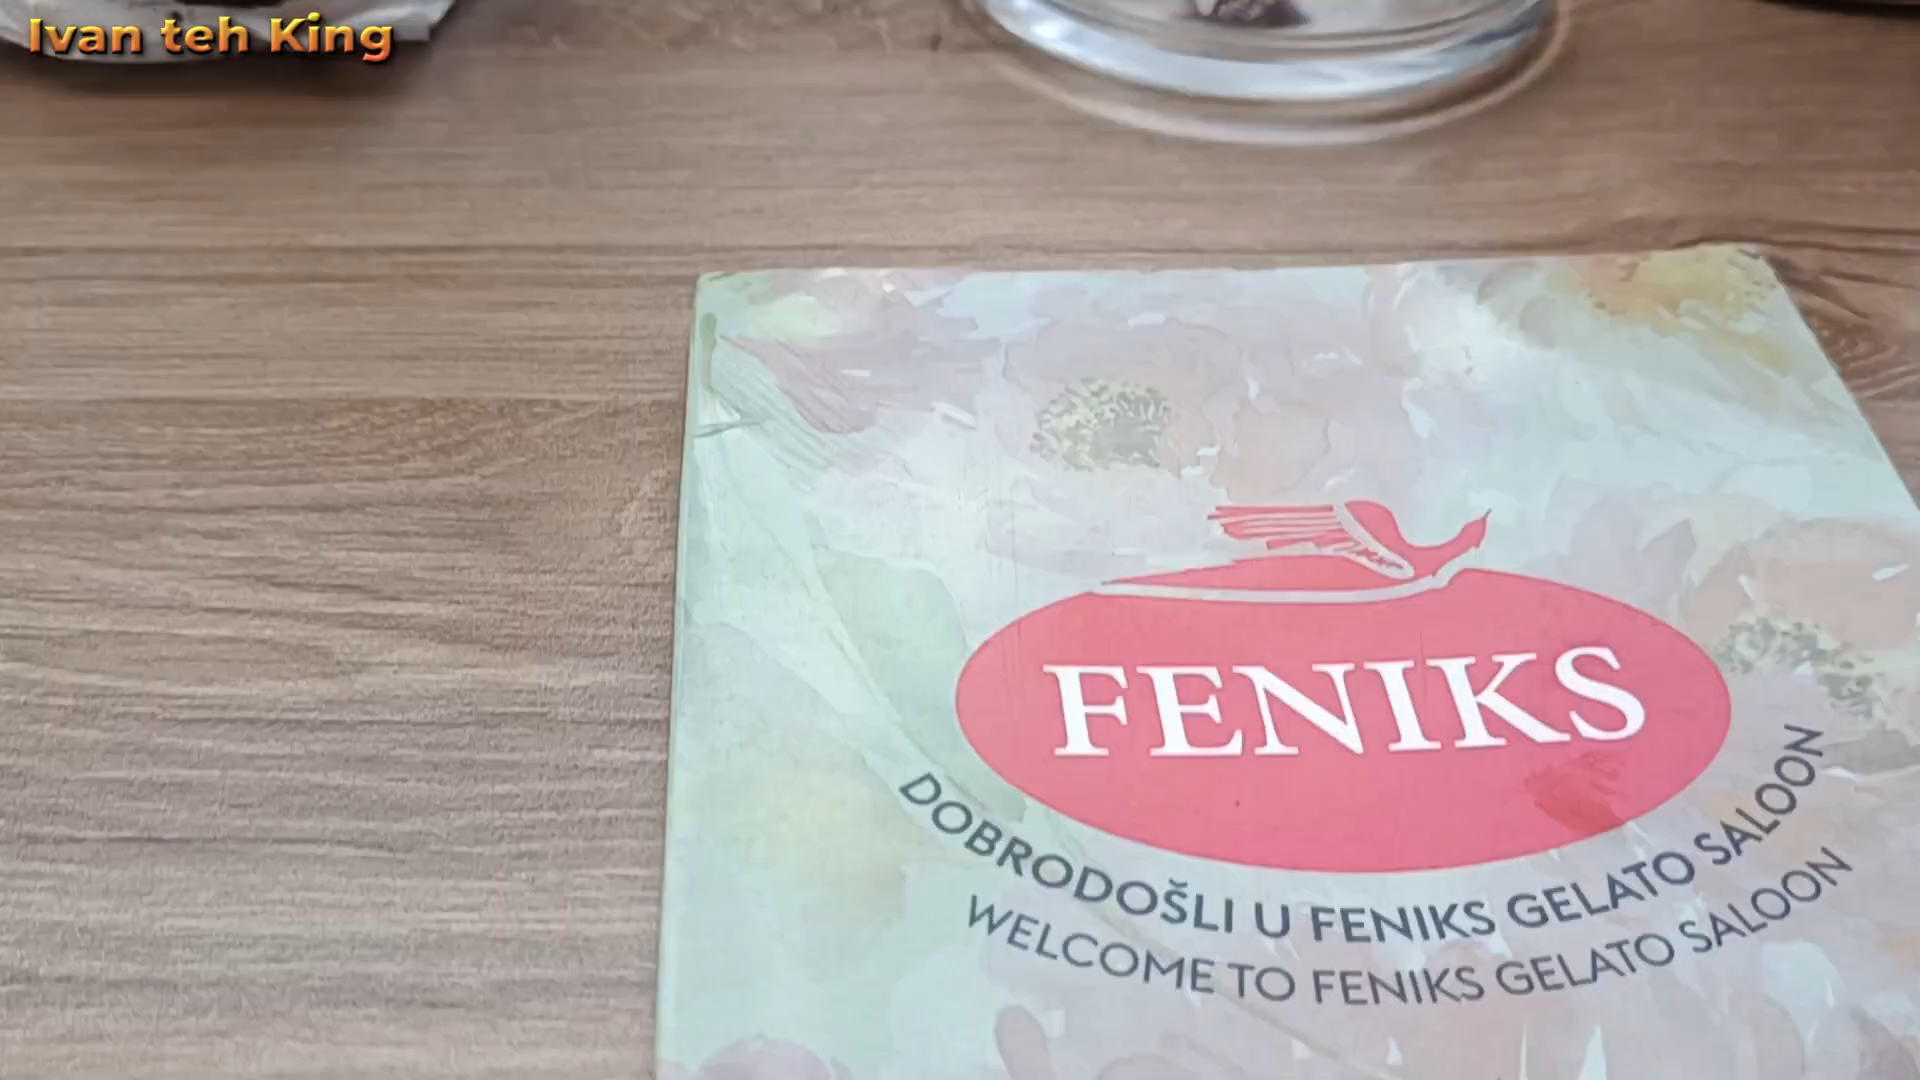 Ivan teh King
FENIKS
DOBRODOŠLI U FENIKS GELATO SALOON
WELCOME TO FENIKS GELATO SALOON